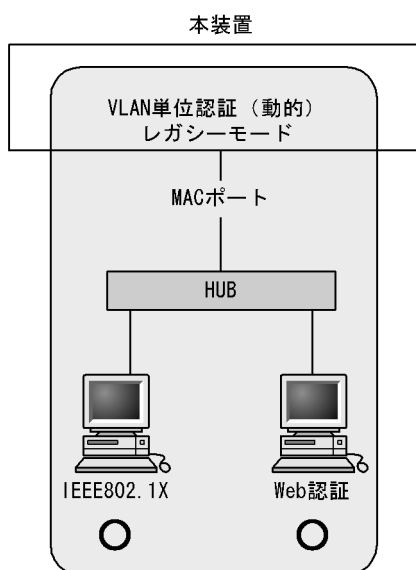 本装置
VLAN単位認証（動的）
レガシーモード
MACポート
HUB
IEEE802.1X
Web認証